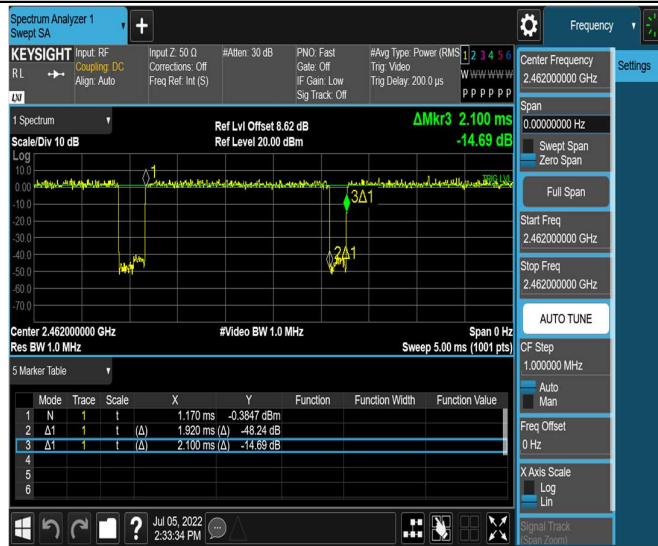 Spectrum Analyzer 1
Swept SA
Frequency
KEYSIGHT
Input: RF
Coupling: DC
Align: Auto
Input Z: 50 Ω
Corrections: Off
Freq Ref: Int (S)
#Atten: 30 dB
PNO: Fast
Gate: Off
IF Gain: Low
Sig Track: Off
#Avg Type: Power (RMS
Trig: Video
Trig Delay: 200.0 µs
1 2 3 4 5 6
W W W W W W
P P P P P P
R L
LXI
1 Spectrum
Scale/Div 10 dB
Ref Lvl Offset 8.62 dB
Ref Level 20.00 dBm
ΔMkr3 2.100 ms
-14.69 dB
Log
10.0
0.00
-10.0
-20.0
-30.0
-40.0
-50.0
-60.0
-70.0
1
TRIG LVL
3Δ1
2Δ1
Center 2.462000000 GHz
#Video BW 1.0 MHz
Span 0 Hz
Res BW 1.0 MHz
Sweep 5.00 ms (1001 pts)
5 Marker Table
Mode Trace Scale X Y Function Function Width Function Value
1 N 1 t 1.170 ms -0.3847 dBm
2 Δ1 1 t (Δ) 1.920 ms (Δ) -48.24 dB
3 Δ1 1 t (Δ) 2.100 ms (Δ) -14.69 dB
4
5
6
Jul 05, 2022
2:33:34 PM
Center Frequency
2.462000000 GHz
Settings
Span
0.00000000 Hz
Swept Span
Zero Span
Full Span
Start Freq
2.462000000 GHz
Stop Freq
2.462000000 GHz
AUTO TUNE
CF Step
1.000000 MHz
Auto
Man
Freq Offset
0 Hz
X Axis Scale
Log
Lin
Signal Track
(Span Zoom)